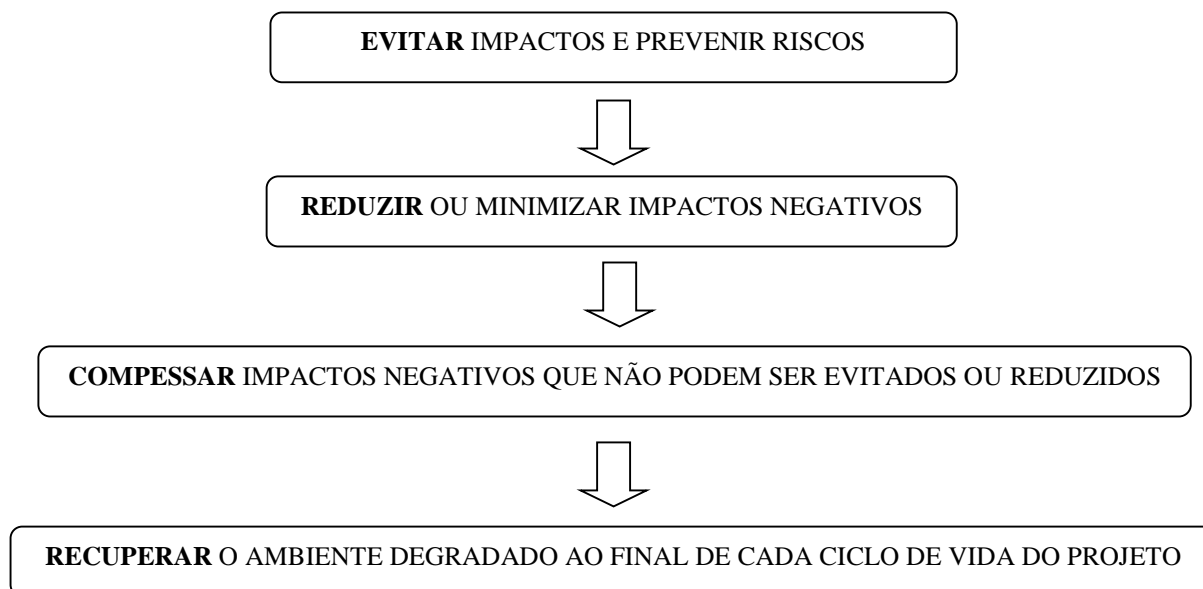 EVITAR IMPACTOS E PREVENIR RISCOS
REDUZIR OU MINIMIZAR IMPACTOS NEGATIVOS
COMPESSAR IMPACTOS NEGATIVOS QUE NÃO PODEM SER EVITADOS OU REDUZIDOS
RECUPERAR O AMBIENTE DEGRADADO AO FINAL DE CADA CICLO DE VIDA DO PROJETO